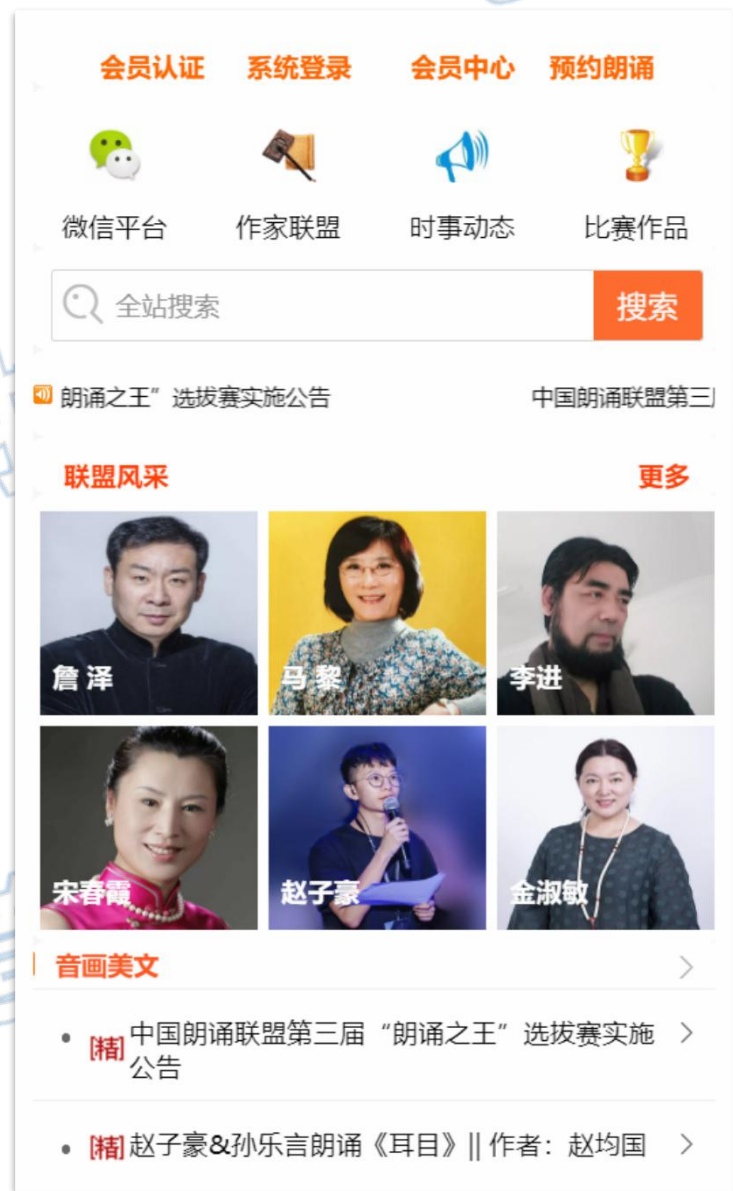 会员认证 系统登录 会员中心 预约朗诵
微信平台 作家联盟 时事动态 比赛作品
全站搜索 搜索
朗诵之王”选拔赛实施公告 中国朗诵联盟第三
联盟风采 更多
詹 泽 马 黎 李进
宋春霞 赵子豪 金淑敏
音画美文
[精] 中国朗诵联盟第三届“朗诵之王”选拔赛实施
公告
[精] 赵子豪&孙乐言朗诵《耳目》|| 作者：赵均国